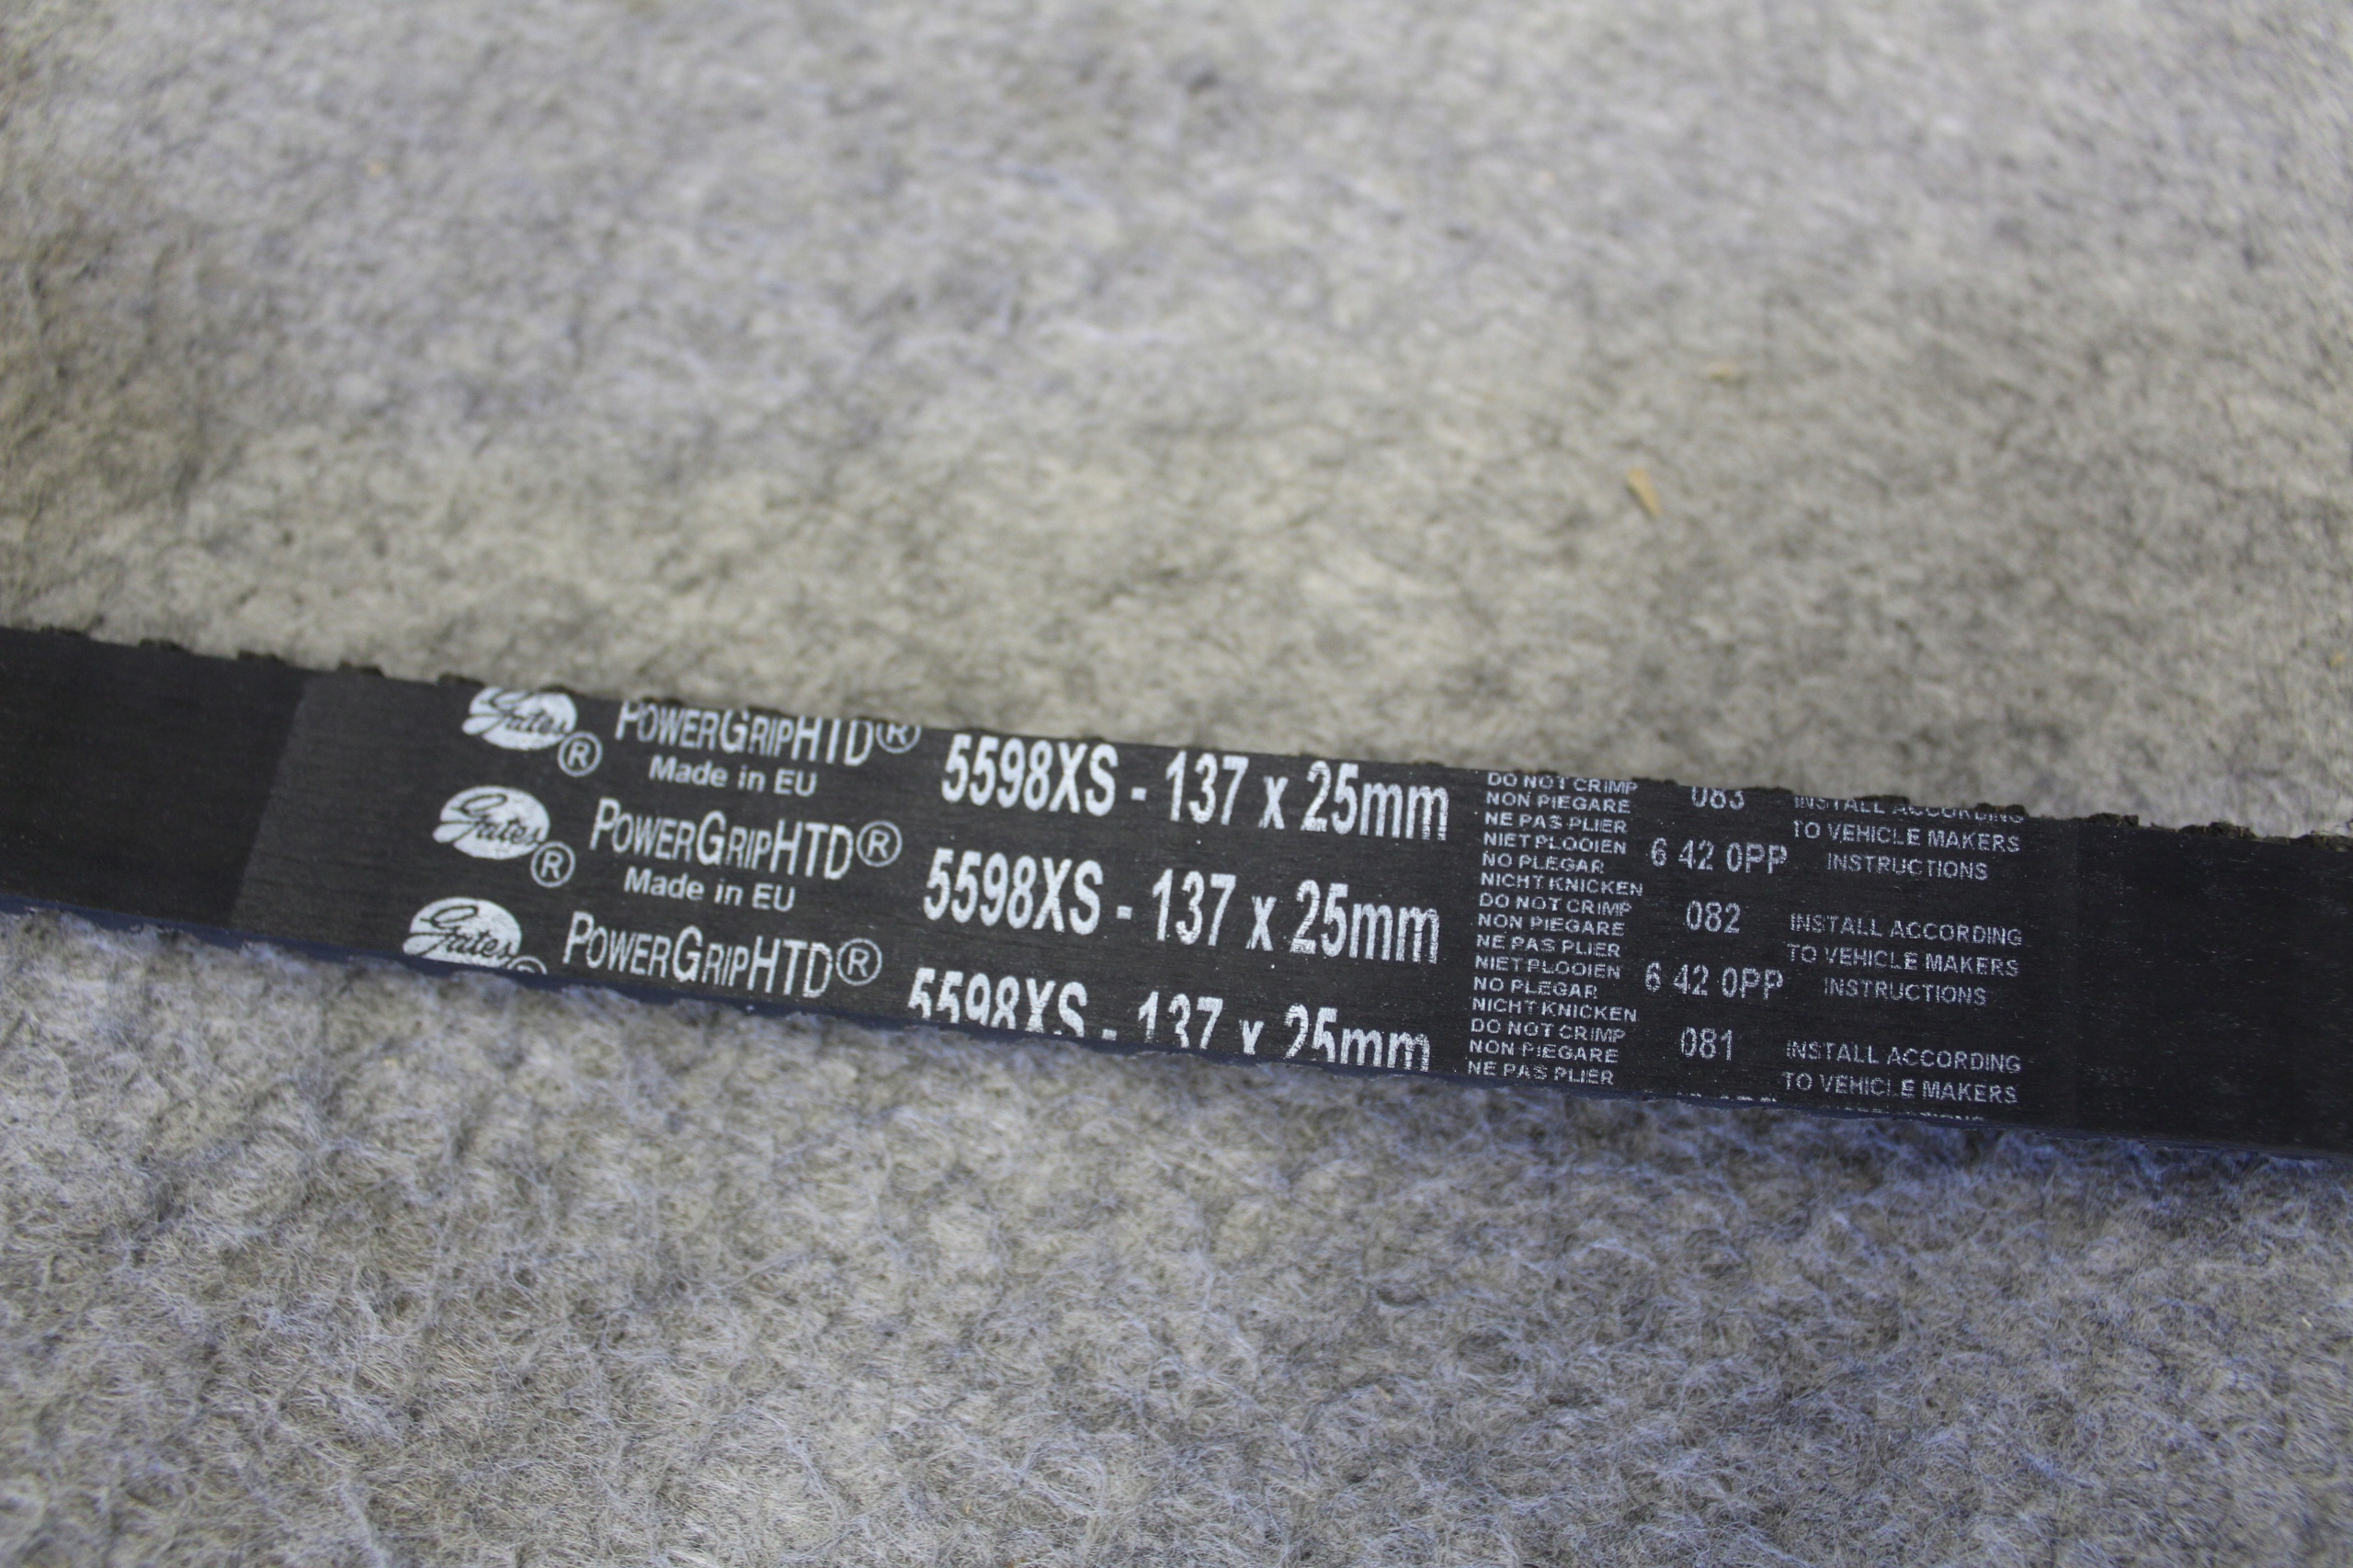 Gates® POWERGRIPHTD®
Made in EU
5598XS - 137 x 25mm
DO NOT CRIMP
NON PIEGARE
NE PAS PLIER
NIET PLOOIEN
NO PLEGAR
NICHT KNICKEN
083
6 42 0PP
INSTALL ACCORDING
TO VEHICLE MAKERS
INSTRUCTIONS
Gates® POWERGRIPHTD®
Made in EU
5598XS - 137 x 25mm
DO NOT CRIMP
NON PIEGARE
NE PAS PLIER
NIET PLOOIEN
NO PLEGAR
NICHT KNICKEN
082
6 42 0PP
INSTALL ACCORDING
TO VEHICLE MAKERS
INSTRUCTIONS
Gates® POWERGRIPHTD®
5598XS - 137 x 25mm
DO NOT CRIMP
NON PIEGARE
NE PAS PLIER
081
INSTALL ACCORDING
TO VEHICLE MAKERS